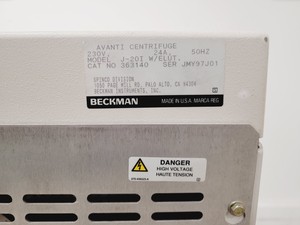 AVANTI CENTRIFUGE
230V. 24A. 50HZ
MODEL J-20I W/ELUT.
CAT NO 363140 SER JMY97J01
SPINCO DIVISION
1050 PAGE MILL RD, PALO ALTO, CA 94304
BECKMAN INSTRUMENTS, INC.
BECKMAN MADE IN U.S.A. MARCA REG.
DANGER
HIGH VOLTAGE
HAUTE TENSION